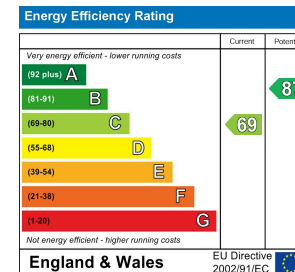 Energy Efficiency Rating
Current
Very energy efficient - lower running costs
(92 plus) A
(81-91) B
(69-80) C 69
(55-68) D
(39-54) E
(21-38) F
(1-20) G
Not energy efficient - higher running costs
England & Wales
EU Directive
2002/91/EC